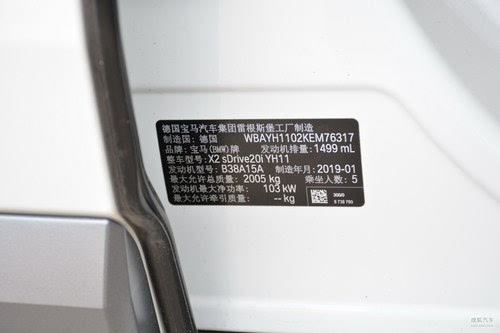 德国宝马汽车集团雷根斯堡工厂制造
制造国：德国 WBAYH1102KEM76317
品牌：宝马(BMW)牌 发动机排量：1499 mL
整车型号：X2 sDrive20i YH11
发动机型号：B38A15A 制造年月：2019-01
最大允许总质量：2005 kg 乘坐人数：5
最大净功率： 103 kW
最大允许牵引质量： -- kg
搜狐汽车